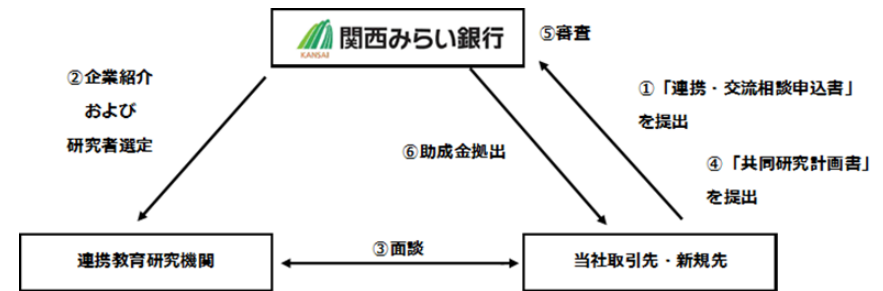 関西みらい銀行
KANSAI
⑤審査
②企業紹介
および
研究者選定
①「連携・交流相談申込書」
を提出
⑥助成金拠出
④「共同研究計画書」
を提出
連携教育研究機関
③面談
当社取引先・新規先